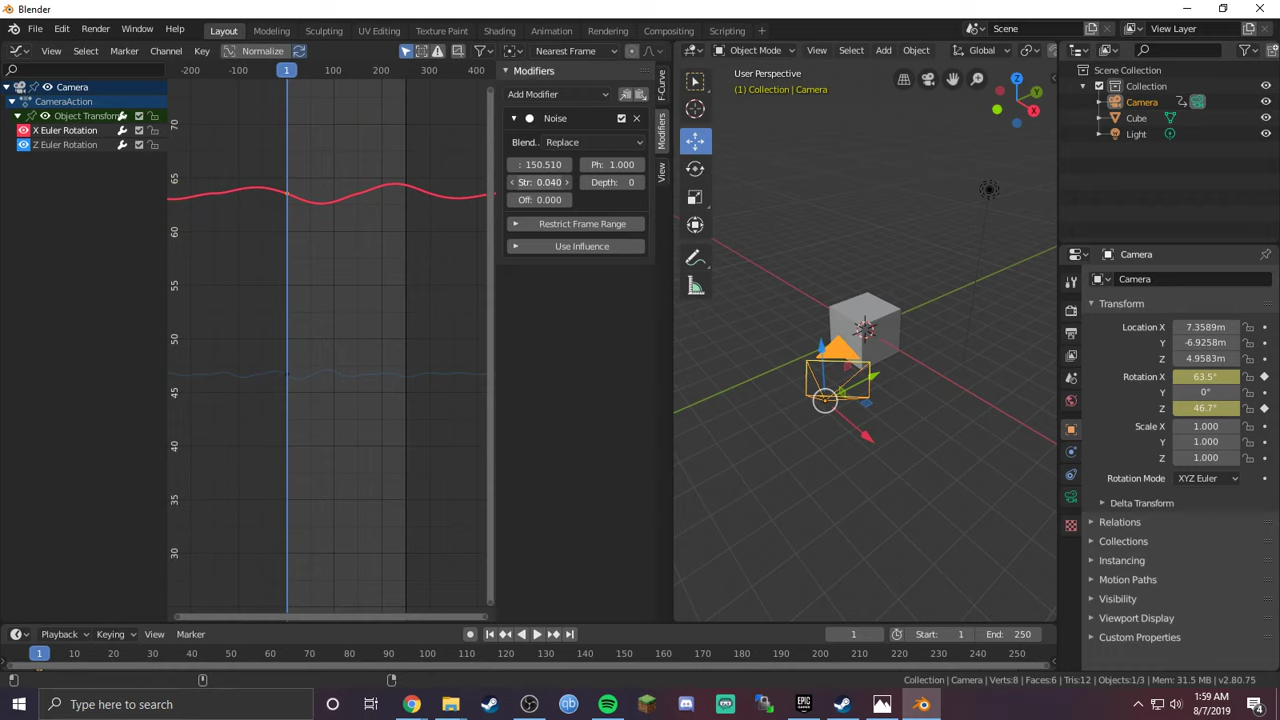 Blender
File Edit Render Window Help Layout Modeling Sculpting UV Editing Texture Paint Shading Animation Rendering Compositing Scripting + Scene View Layer
View Select Marker Channel Key Normalize Nearest Frame
Object Mode View Select Add Object Global
-200 -100 1 100 200 300 400
Camera
CameraAction
Object Transform
X Euler Rotation
Z Euler Rotation
70
65
60
55
50
45
40
35
30
Modifiers
Add Modifier
Noise
Blend.. Replace
: 150.510 Ph: 1.000
Str: 0.040 Depth: 0
Off: 0.000
Restrict Frame Range
Use Influence
F-Curve
Modifiers
View
User Perspective
(1) Collection | Camera
Z
Y
X
Scene Collection
Collection
Camera
Cube
Light
Camera
Camera
Transform
Location X 7.3589m
Y -6.9258m
Z 4.9583m
Rotation X 63.5°
Y 0°
Z 46.7°
Scale X 1.000
Y 1.000
Z 1.000
Rotation Mode XYZ Euler
Delta Transform
Relations
Collections
Instancing
Motion Paths
Visibility
Viewport Display
Custom Properties
Playback Keying View Marker 1 Start: 1 End: 250
1 10 20 30 40 50 60 70 80 90 100 110 120 130 140 150 160 170 180 190 200 210 220 230 240 250
Collection | Camera | Verts:8 | Faces:6 | Tris:12 | Objects:1/3 | Mem: 31.5 MB | v2.80.75
Type here to search
1:59 AM
8/7/2019
4